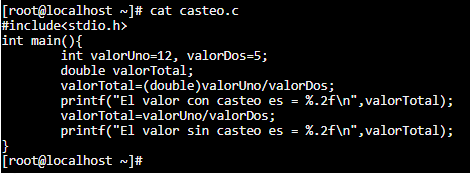 [root@localhost ~]# cat casteo.c
#include<stdio.h>
int main(){
        int valorUno=12, valorDos=5;
        double valorTotal;
        valorTotal=(double)valorUno/valorDos;
        printf("El valor con casteo es = %.2f\n",valorTotal);
        valorTotal=valorUno/valorDos;
        printf("El valor sin casteo es = %.2f\n",valorTotal);
}
[root@localhost ~]#